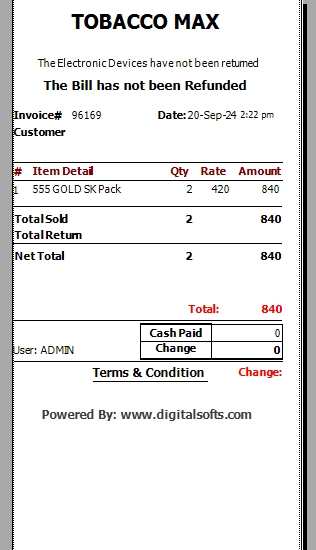 TOBACCO MAX
The Electronic Devices have not been returned
The Bill has not been Refunded
Invoice# 96169 Date: 20-Sep-24 2:22 pm
Customer
# Item Detail Qty Rate Amount
1 555 GOLD SK Pack 2 420 840
Total Sold 2 840
Total Return
Net Total 2 840
Total: 840
Cash Paid 0
User: ADMIN Change 0
Terms & Condition Change:
Powered By: www.digitalsofts.com